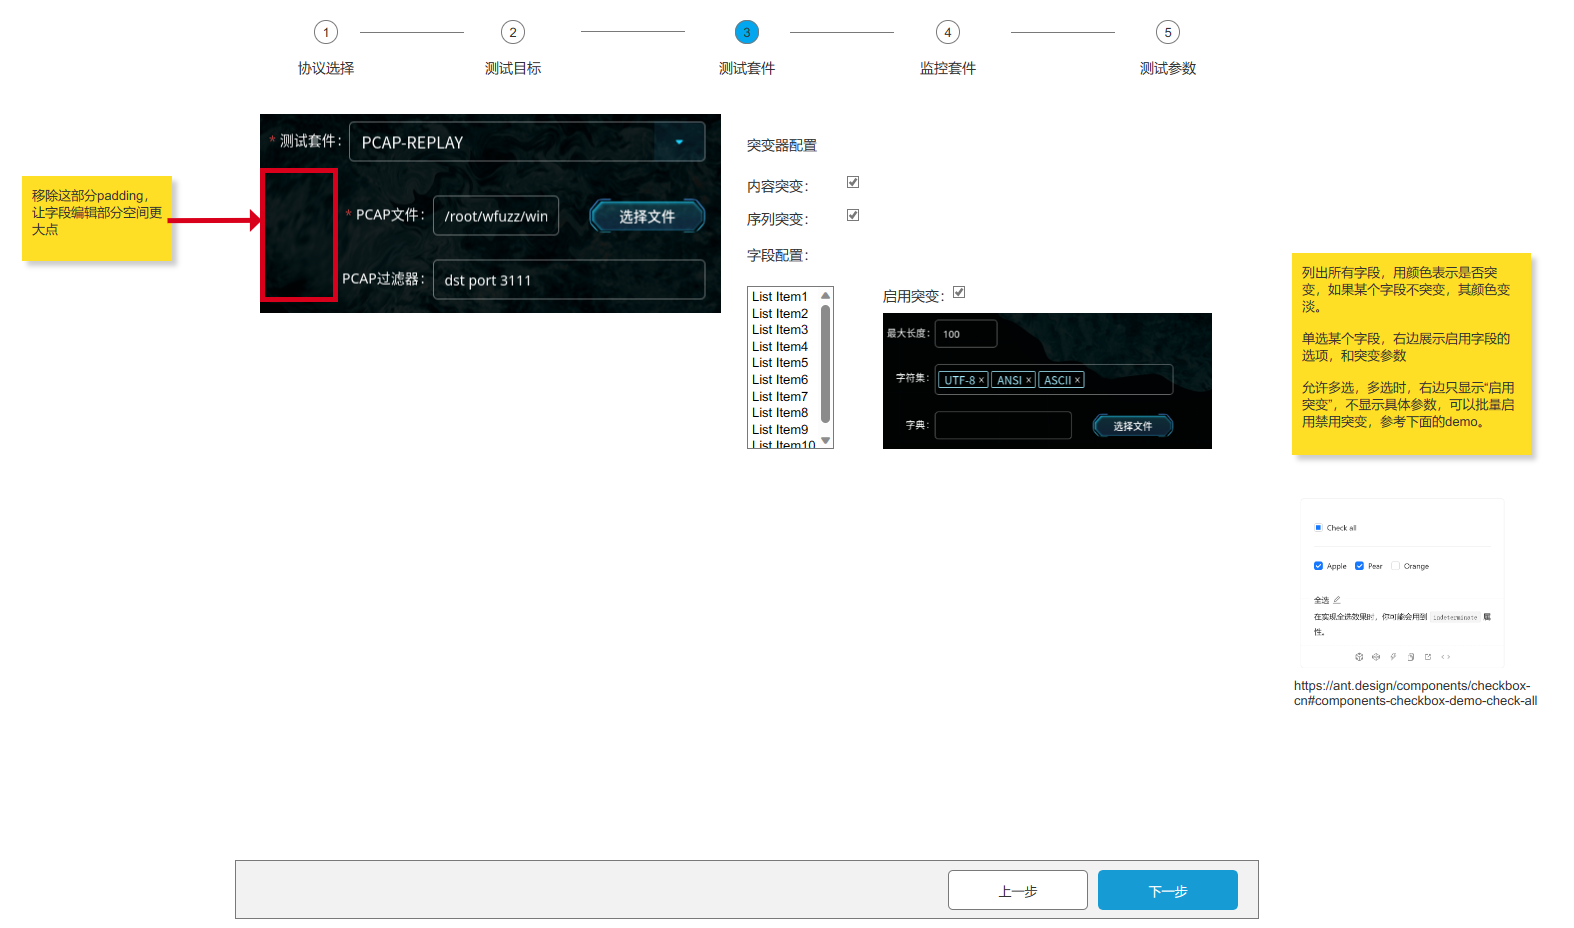 1
2
3
4
5
协议选择
测试目标
测试套件
监控套件
测试参数
* 测试套件：
PCAP-REPLAY
* PCAP文件：
/root/wfuzz/win
选择文件
PCAP过滤器：
dst port 3111
移除这部分padding，
让字段编辑部分空间更
大点
突变器配置
内容突变：
序列突变：
字段配置：
List Item1
List Item2
List Item3
List Item4
List Item5
List Item6
List Item7
List Item8
List Item9
List Item10
启用突变：
最大长度：
100
字符集：
UTF-8 ×
ANSI ×
ASCII ×
字典：
选择文件
列出所有字段，用颜色表示是否突
变，如果某个字段不突变，其颜色变
淡。
单选某个字段，右边展示启用字段的
选项，和突变参数
允许多选，多选时，右边只显示“启用
突变”，不显示具体参数，可以批量启
用禁用突变，参考下面的demo。
Check all
Apple
Pear
Orange
全选
在实现全选效果时，你可能会用到 indeterminate 属
性。
https://ant.design/components/checkbox-
cn#components-checkbox-demo-check-all
上一步
下一步